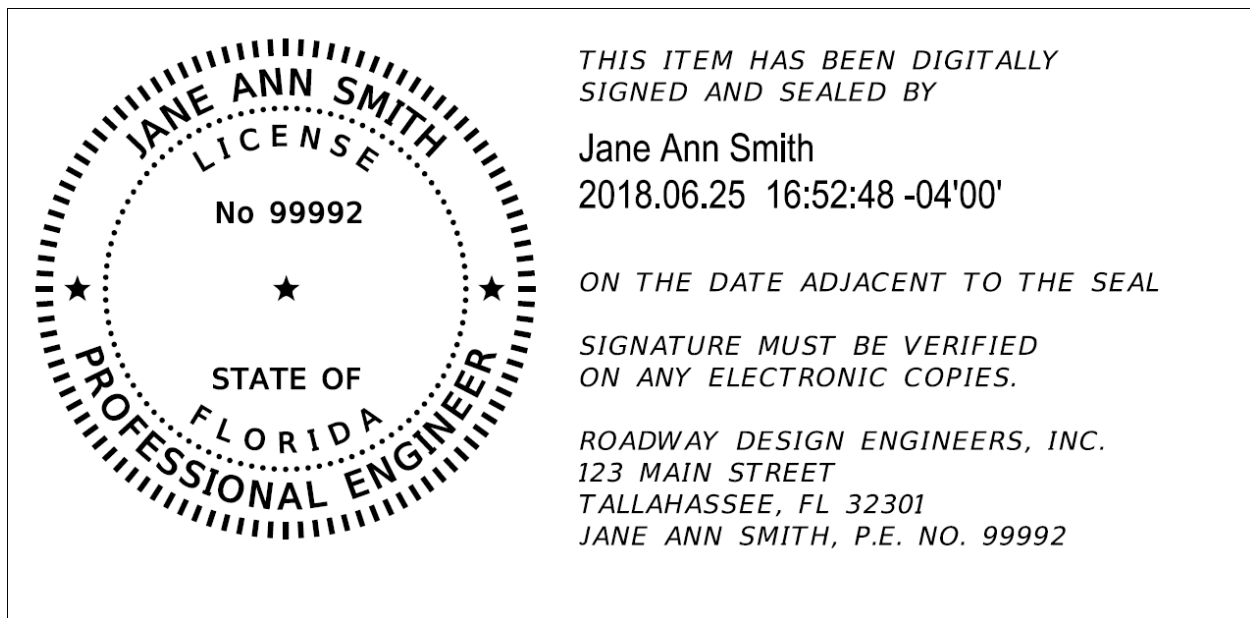 JANE ANN SMITH
LICENSE
No 99992
STATE OF
FLORIDA
PROFESSIONAL ENGINEER
THIS ITEM HAS BEEN DIGITALLY
SIGNED AND SEALED BY
Jane Ann Smith
2018.06.25 16:52:48 -04'00'
ON THE DATE ADJACENT TO THE SEAL
SIGNATURE MUST BE VERIFIED
ON ANY ELECTRONIC COPIES.
ROADWAY DESIGN ENGINEERS, INC.
123 MAIN STREET
TALLAHASSEE, FL 32301
JANE ANN SMITH, P.E. NO. 99992